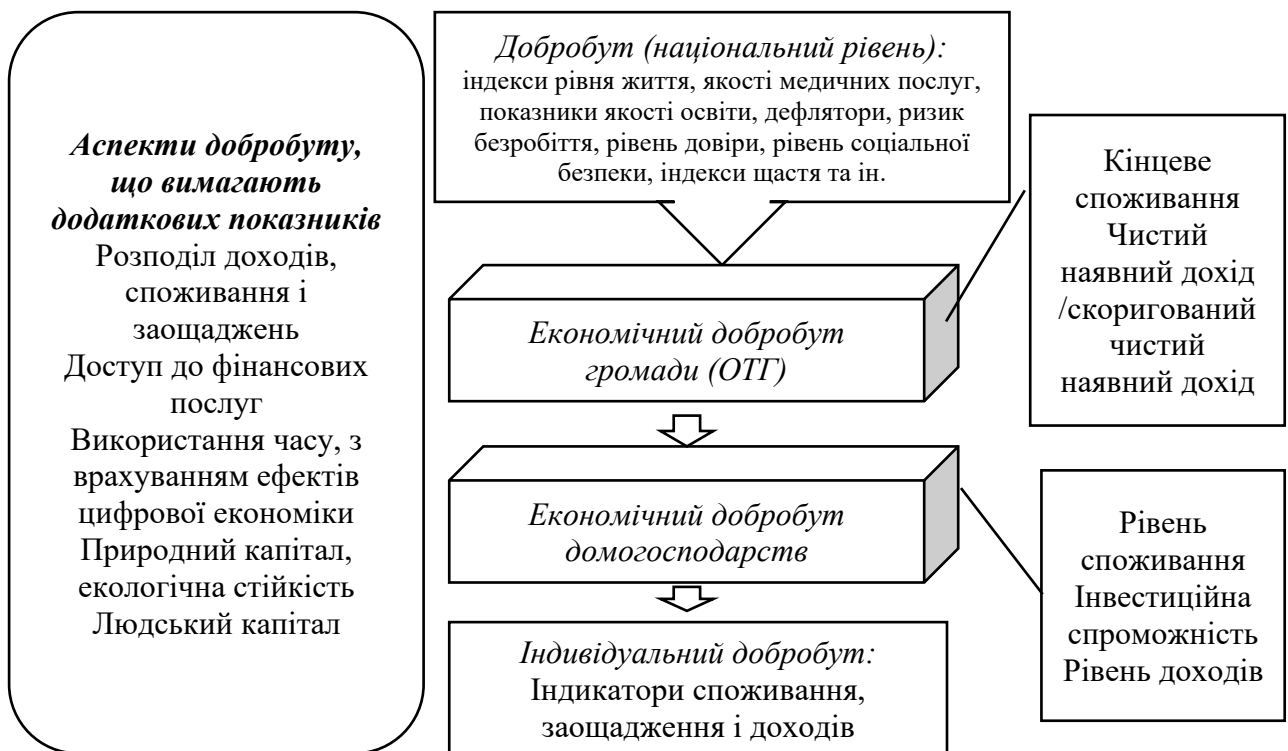 Аспекти добробуту,
що вимагають
додаткових показників
Розподіл доходів,
споживання і
заощаджень
Доступ до фінансових
послуг
Використання часу, з
врахуванням ефектів
цифрової економіки
Природний капітал,
екологічна стійкість
Людський капітал
Добробут (національний рівень):
індекси рівня життя, якості медичних послуг,
показники якості освіти, дефлятори, ризик
безробіття, рівень довіри, рівень соціальної
безпеки, індекси щастя та ін.
Економічний добробут
громади (ОТГ)
Економічний добробут
домогосподарств
Індивідуальний добробут:
Індикатори споживання,
заощадження і доходів
Кінцеве
споживання
Чистий
наявний дохід
/скоригований
чистий
наявний дохід
Рівень
споживання
Інвестиційна
спроможність
Рівень доходів